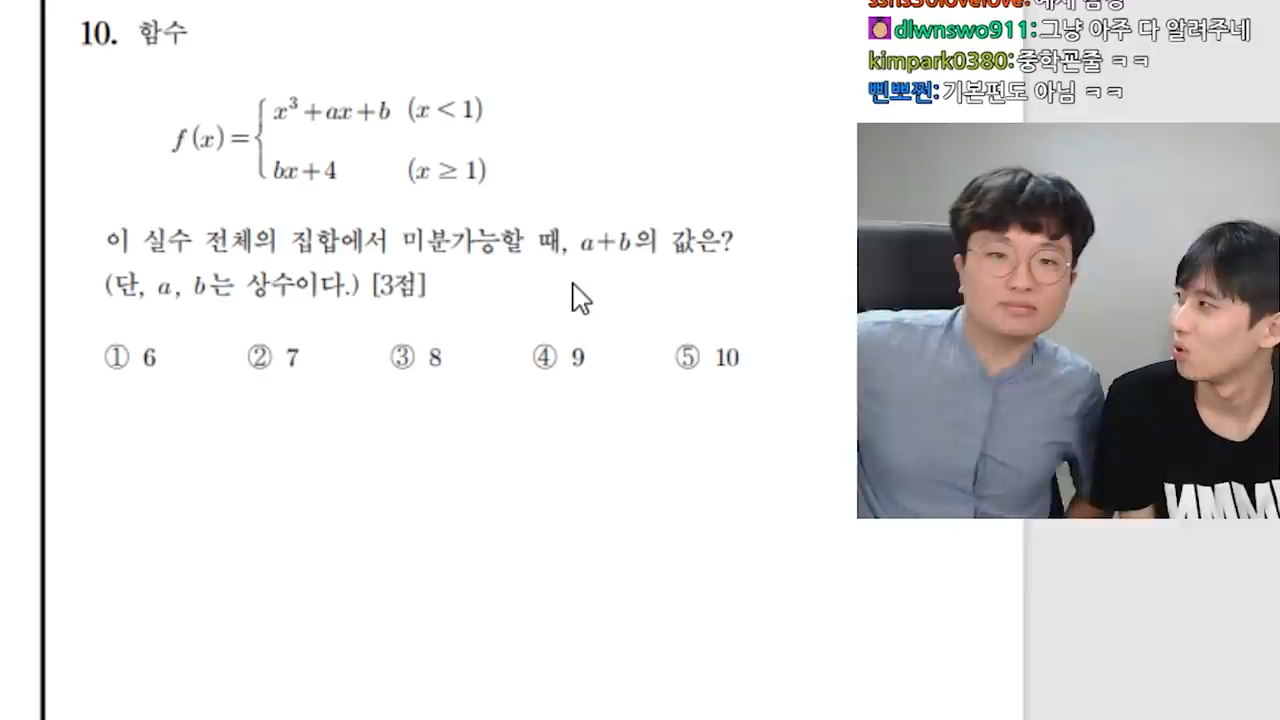 10. 함수
f(x)={ x³+ax+b (x<1)
bx+4 (x≥1)
이 실수 전체의 집합에서 미분가능할 때, a+b의 값은?
(단, a, b는 상수이다.) [3점]
① 6 ② 7 ③ 8 ④ 9 ⑤ 10
dlwnswo911: 그냥 아주 다 알려주네
kimpark0380: 중학곤줄 ㅋㅋ
삔뽀쩐: 기본편도 아님 ㅋㅋ